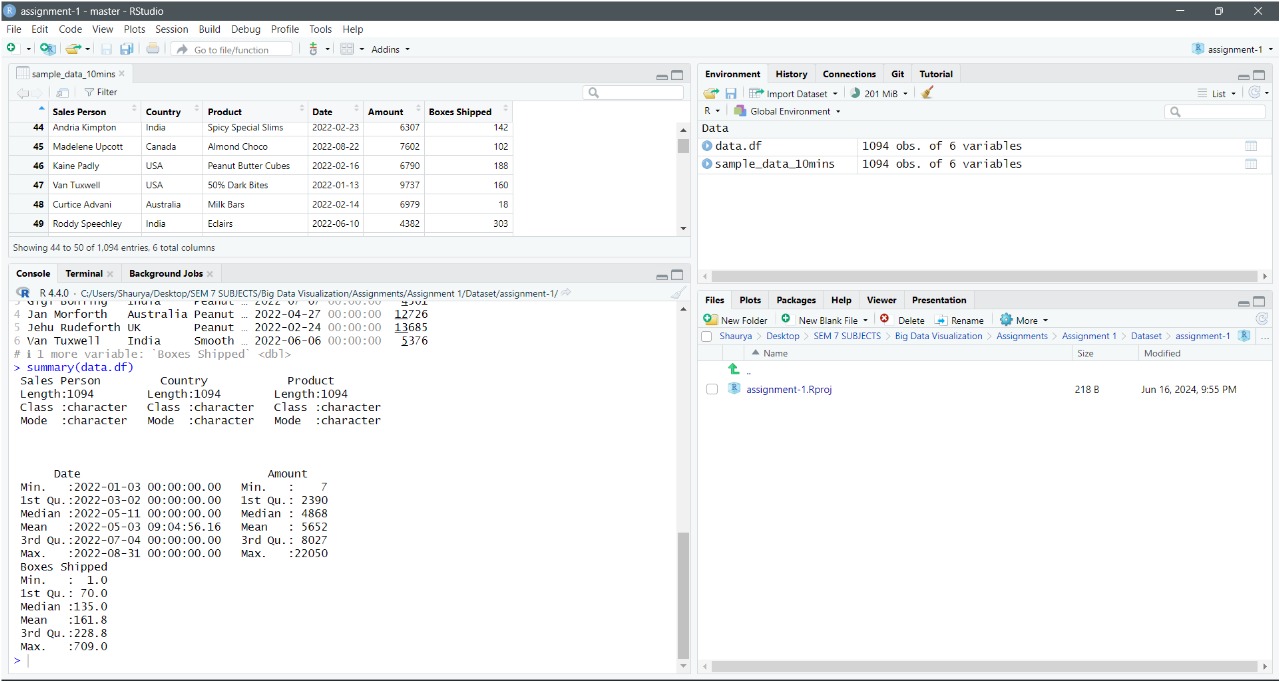 assignment-1 - master - RStudio
File Edit Code View Plots Session Build Debug Profile Tools Help
Go to file/function Addins assignment-1
sample_data_10mins
Filter
Sales Person Country Product Date Amount Boxes Shipped
44 Andria Kimpton India Spicy Special Slims 2022-02-23 6307 142
45 Madelene Upcott Canada Almond Choco 2022-08-22 7602 102
46 Kaine Padly USA Peanut Butter Cubes 2022-02-16 6790 188
47 Van Tuxwell USA 50% Dark Bites 2022-01-13 9737 160
48 Curtice Advani Australia Milk Bars 2022-02-14 6979 18
49 Roddy Speechley India Eclairs 2022-06-10 4382 303
Showing 44 to 50 of 1,094 entries, 6 total columns
Console Terminal Background Jobs
R 4.4.0 · C:/Users/Shaurya/Desktop/SEM 7 SUBJECTS/Big Data Visualization/Assignments/Assignment 1/Dataset/assignment-1/
4 Jan Morforth Australia Peanut … 2022-04-27 00:00:00 12726
5 Jehu Rudeforth UK Peanut … 2022-02-24 00:00:00 13685
6 Van Tuxwell India Smooth … 2022-06-06 00:00:00 5370
# ℹ 1 more variable: `Boxes Shipped` <dbl>
> summary(data.df)
Sales Person Country Product
Length:1094 Length:1094 Length:1094
Class :character Class :character Class :character
Mode :character Mode :character Mode :character
Date Amount
Min. :2022-01-03 00:00:00.00 Min. : 7
1st Qu.:2022-03-02 00:00:00.00 1st Qu.: 2390
Median :2022-05-11 00:00:00.00 Median : 4868
Mean :2022-05-03 09:04:56.16 Mean : 5652
3rd Qu.:2022-07-04 00:00:00.00 3rd Qu.: 8027
Max. :2022-08-31 00:00:00.00 Max. :22050
Boxes Shipped
Min. : 1.0
1st Qu.: 70.0
Median :135.0
Mean :161.8
3rd Qu.:228.8
Max. :709.0
>
Environment History Connections Git Tutorial
Import Dataset 201 MiB List
R Global Environment
Data
data.df 1094 obs. of 6 variables
sample_data_10mins 1094 obs. of 6 variables
Files Plots Packages Help Viewer Presentation
New Folder New Blank File Delete Rename More
Shaurya > Desktop > SEM 7 SUBJECTS > Big Data Visualization > Assignments > Assignment 1 > Dataset > assignment-1 ...
Name Size Modified
..
assignment-1.Rproj 218 B Jun 16, 2024, 9:55 PM